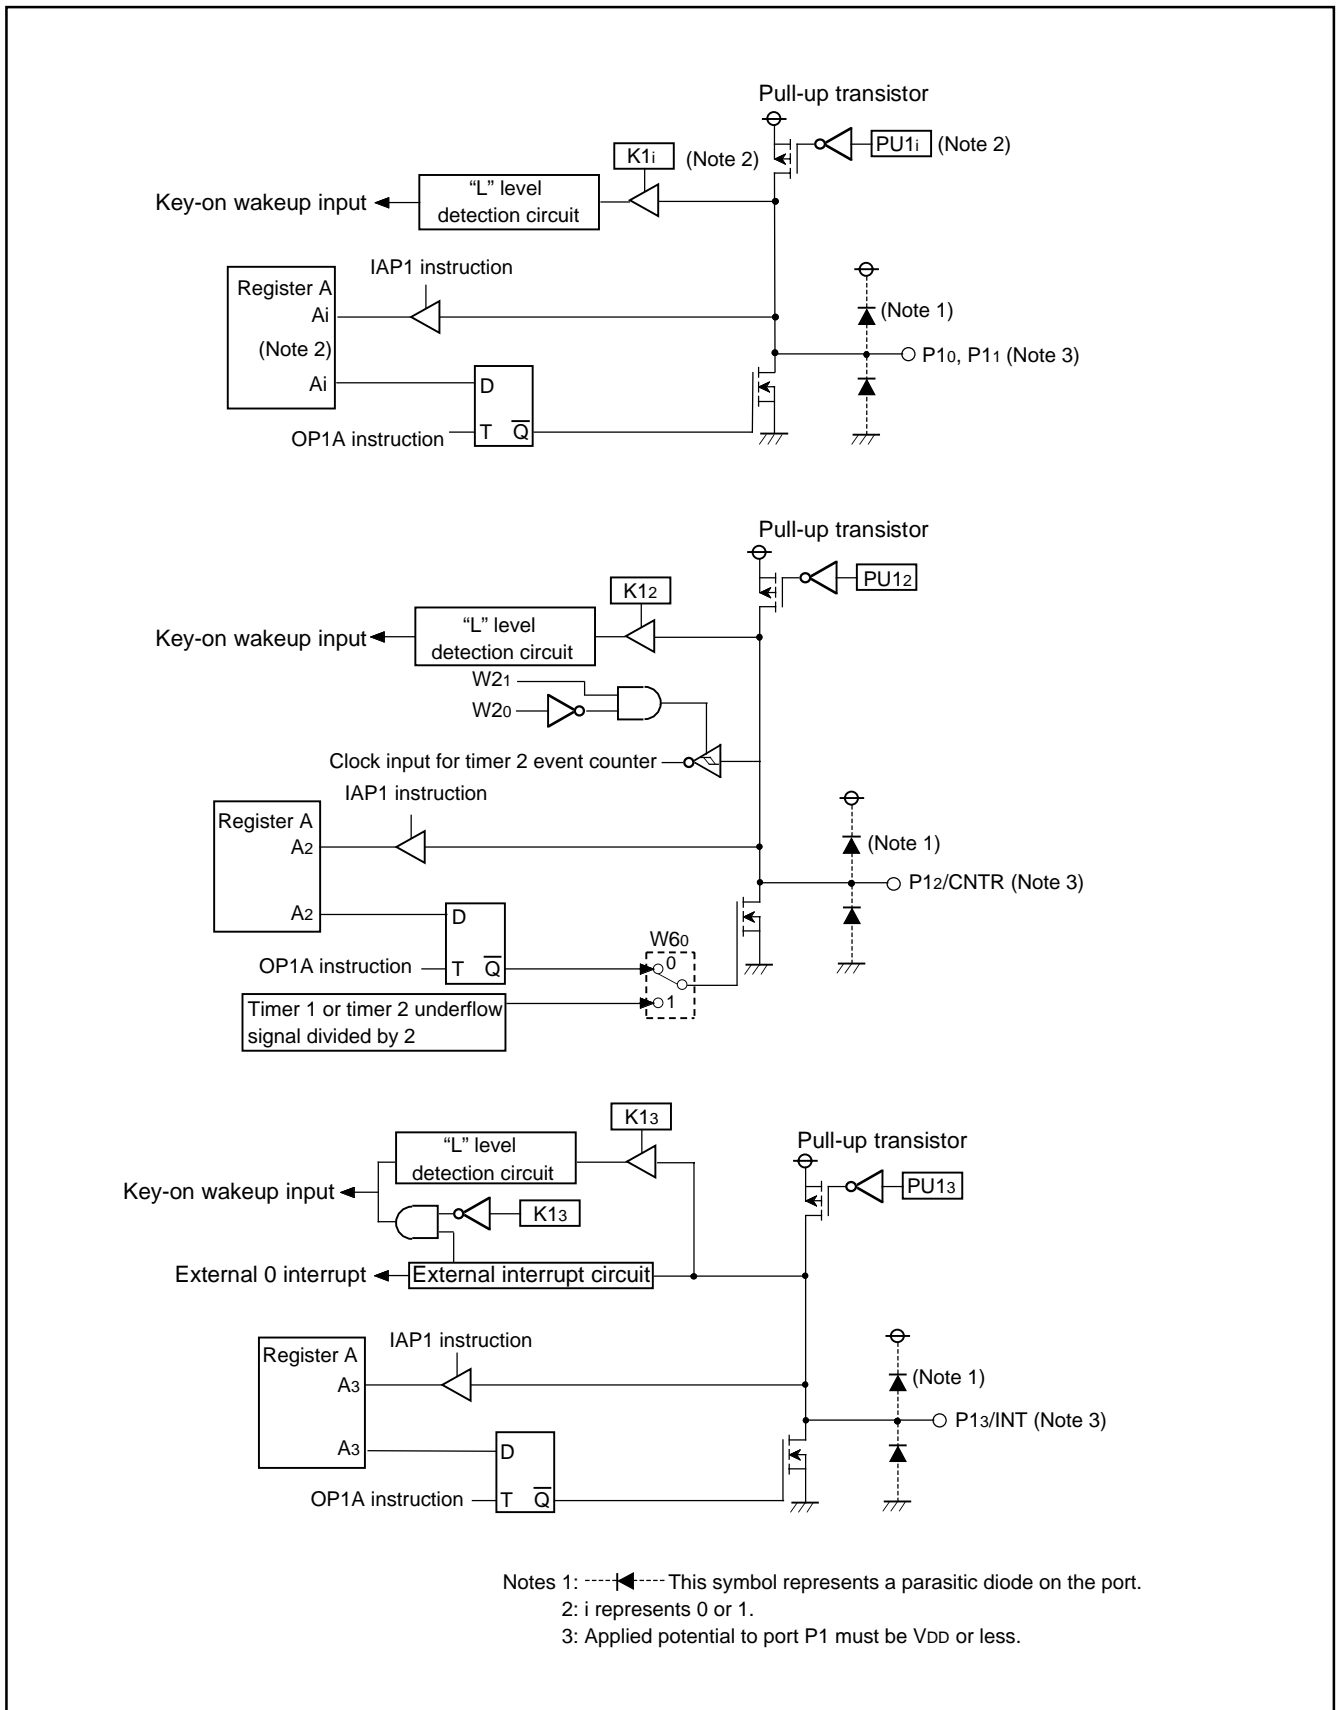 Pull-up transistor
K1i (Note 2)
PU1i (Note 2)
Key-on wakeup input
“L” level
detection circuit
IAP1 instruction
Register A
Ai
(Note 2)
Ai
(Note 1)
P10, P11 (Note 3)
D
T Q
OP1A instruction
Pull-up transistor
K12
PU12
Key-on wakeup input
“L” level
detection circuit
W21
W20
Clock input for timer 2 event counter
IAP1 instruction
Register A
A2
A2
(Note 1)
P12/CNTR (Note 3)
D
T Q
OP1A instruction
W60
0
1
Timer 1 or timer 2 underflow
signal divided by 2
K13
Pull-up transistor
PU13
“L” level
detection circuit
Key-on wakeup input
K13
External 0 interrupt
External interrupt circuit
IAP1 instruction
Register A
A3
A3
(Note 1)
P13/INT (Note 3)
D
T Q
OP1A instruction
Notes 1: This symbol represents a parasitic diode on the port.
2: i represents 0 or 1.
3: Applied potential to port P1 must be VDD or less.